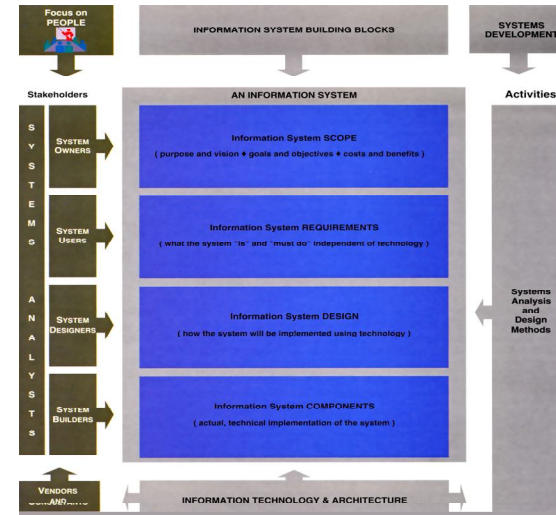 Focus on
PEOPLE
INFORMATION SYSTEM BUILDING BLOCKS
SYSTEMS
DEVELOPMENT
Stakeholders
AN INFORMATION SYSTEM
Activities
SYSTEMS ANALYSTS
SYSTEM
OWNERS
Information System SCOPE
( purpose and vision ♦ goals and objectives ♦ costs and benefits )
SYSTEM
USERS
Information System REQUIREMENTS
( what the system "is" and "must do" independent of technology )
SYSTEM
DESIGNERS
Information System DESIGN
( how the system will be implemented using technology )
SYSTEM
BUILDERS
Information System COMPONENTS
( actual, technical implementation of the system )
Systems
Analysis
and
Design
Methods
VENDORS
AND
INFORMATION TECHNOLOGY & ARCHITECTURE